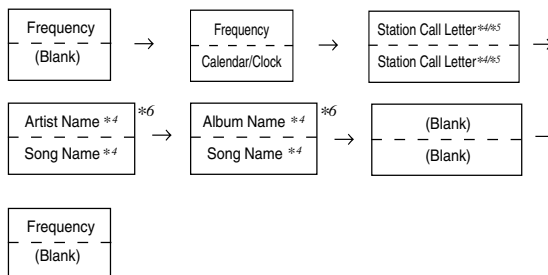 Frequency
(Blank)
→
Frequency
Calendar/Clock
→
Station Call Letter*4/*5
Station Call Letter*4/*5
→
Artist Name *4
Song Name *4
*6
→
Album Name *4
Song Name *4
*6
→
(Blank)
(Blank)
Frequency
(Blank)